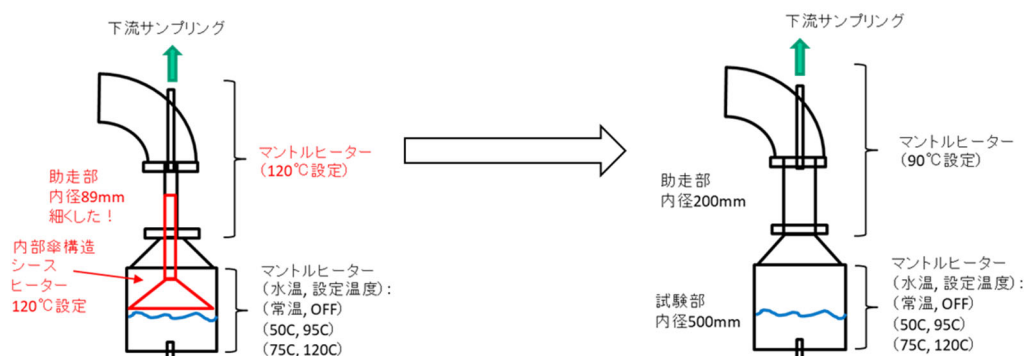 下流サンプリング
マントルヒーター
(120℃設定)
助走部
内径89mm
細くした！
内部傘構造
シース
ヒーター
120℃設定
マントルヒーター
(水温, 設定温度)：
(常温, OFF)
(50C, 95C)
(75C, 120C)
下流サンプリング
マントルヒーター
(90℃設定)
助走部
内径200mm
試験部
内径500mm
マントルヒーター
(水温, 設定温度)：
(常温, OFF)
(50C, 95C)
(75C, 120C)